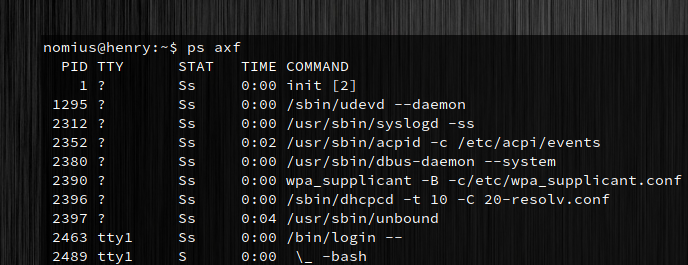 nomius@henry:~$ ps axf
PID TTY STAT TIME COMMAND
1 ? Ss 0:00 init [2]
1295 ? Ss 0:00 /sbin/udevd --daemon
2312 ? Ss 0:00 /usr/sbin/syslogd -ss
2352 ? Ss 0:02 /usr/sbin/acpid -c /etc/acpi/events
2380 ? Ss 0:00 /usr/bin/dbus-daemon --system
2390 ? Ss 0:00 wpa_supplicant -B -c/etc/wpa_supplicant.conf
2396 ? Ss 0:00 /sbin/dhcpcd -t 10 -C 20-resolv.conf
2397 ? Ss 0:04 /usr/sbin/unbound
2463 tty1 Ss 0:00 /bin/login --
2489 tty1 S 0:00 \_ -bash